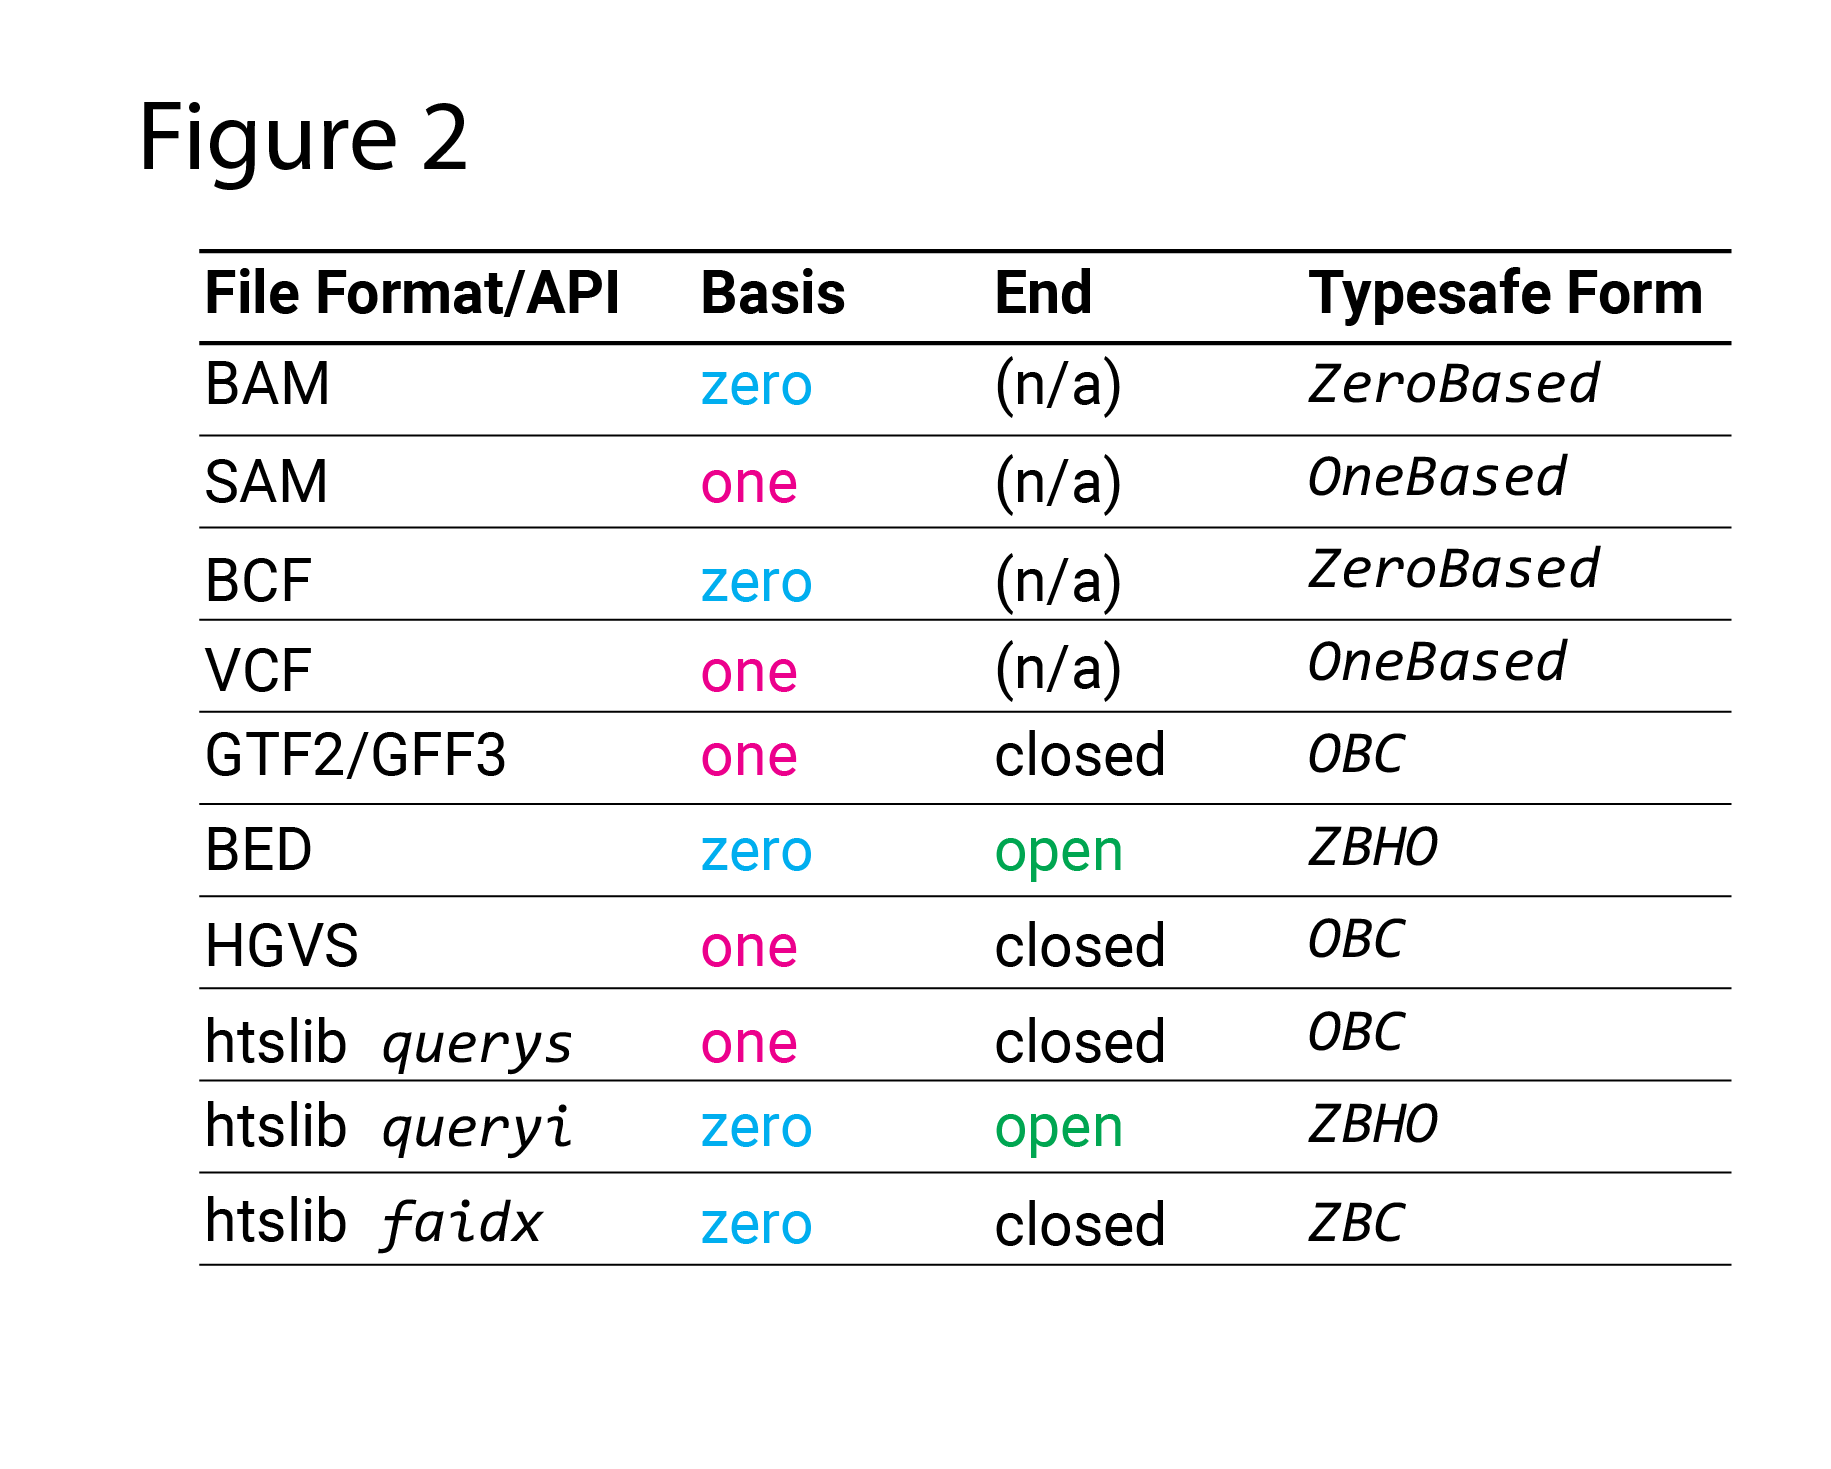 Figure 2
File Format/API Basis End Typesafe Form
BAM zero (n/a) ZeroBased
SAM one (n/a) OneBased
BCF zero (n/a) ZeroBased
VCF one (n/a) OneBased
GTF2/GFF3 one closed OBC
BED zero open ZBHO
HGVS one closed OBC
htslib querys one closed OBC
htslib queryi zero open ZBHO
htslib faidx zero closed ZBC